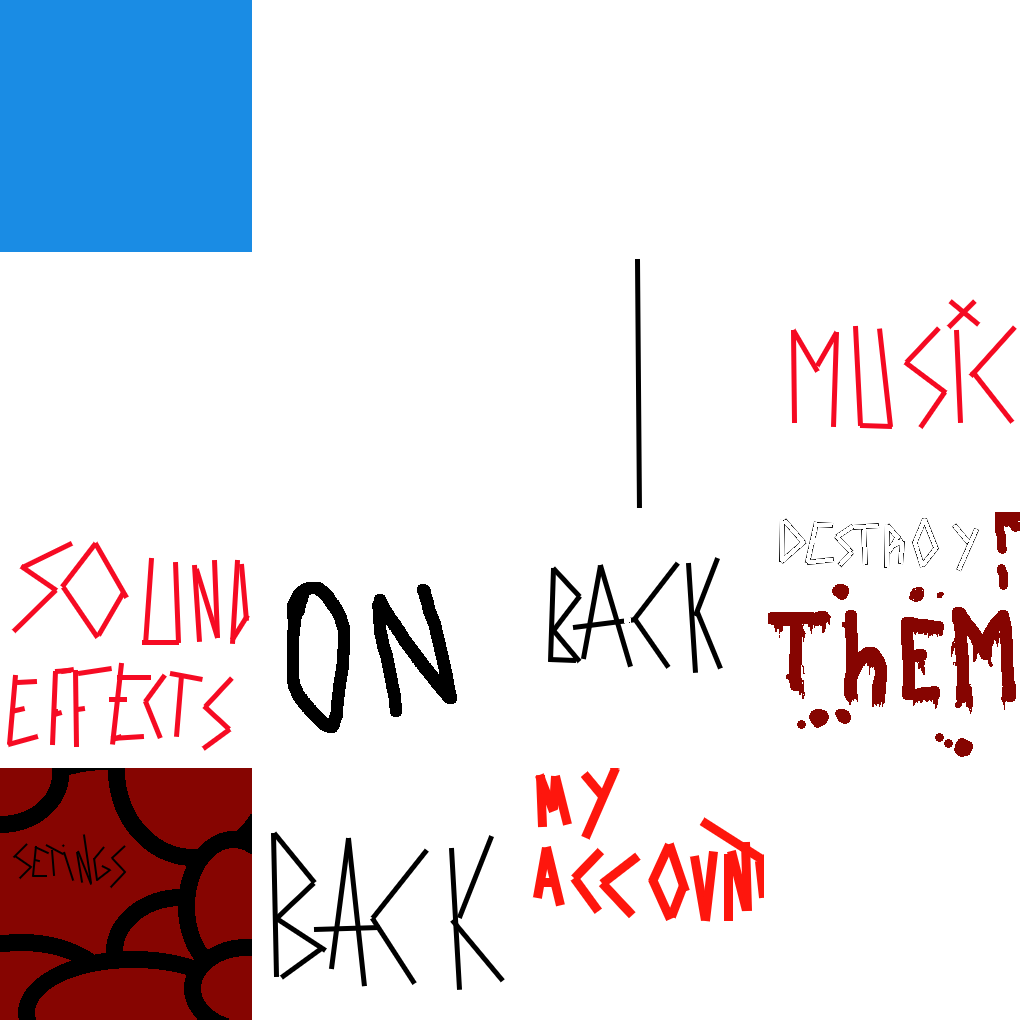 MUSIC
SOUND
EFFECTS
ON
BACK
DESTROY
ThEM
SETiNGS
BACK
MY
ACCOUNT